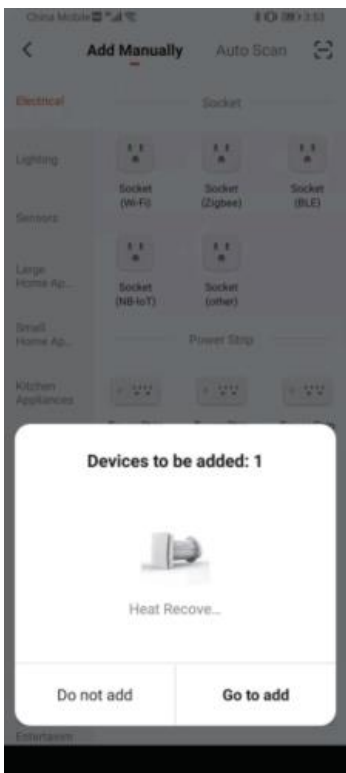 China Mobile
3:53
Add Manually
Auto Scan
Electrical
Socket
Lighting
Socket
(Wi-Fi)
Socket
(Zigbee)
Socket
(BLE)
Sensors
Large
Home Ap...
Socket
(NB-IoT)
Socket
(other)
Small
Home Ap...
Power Strip
Kitchen
Appliances
Devices to be added: 1
Heat Recove...
Do not add
Go to add